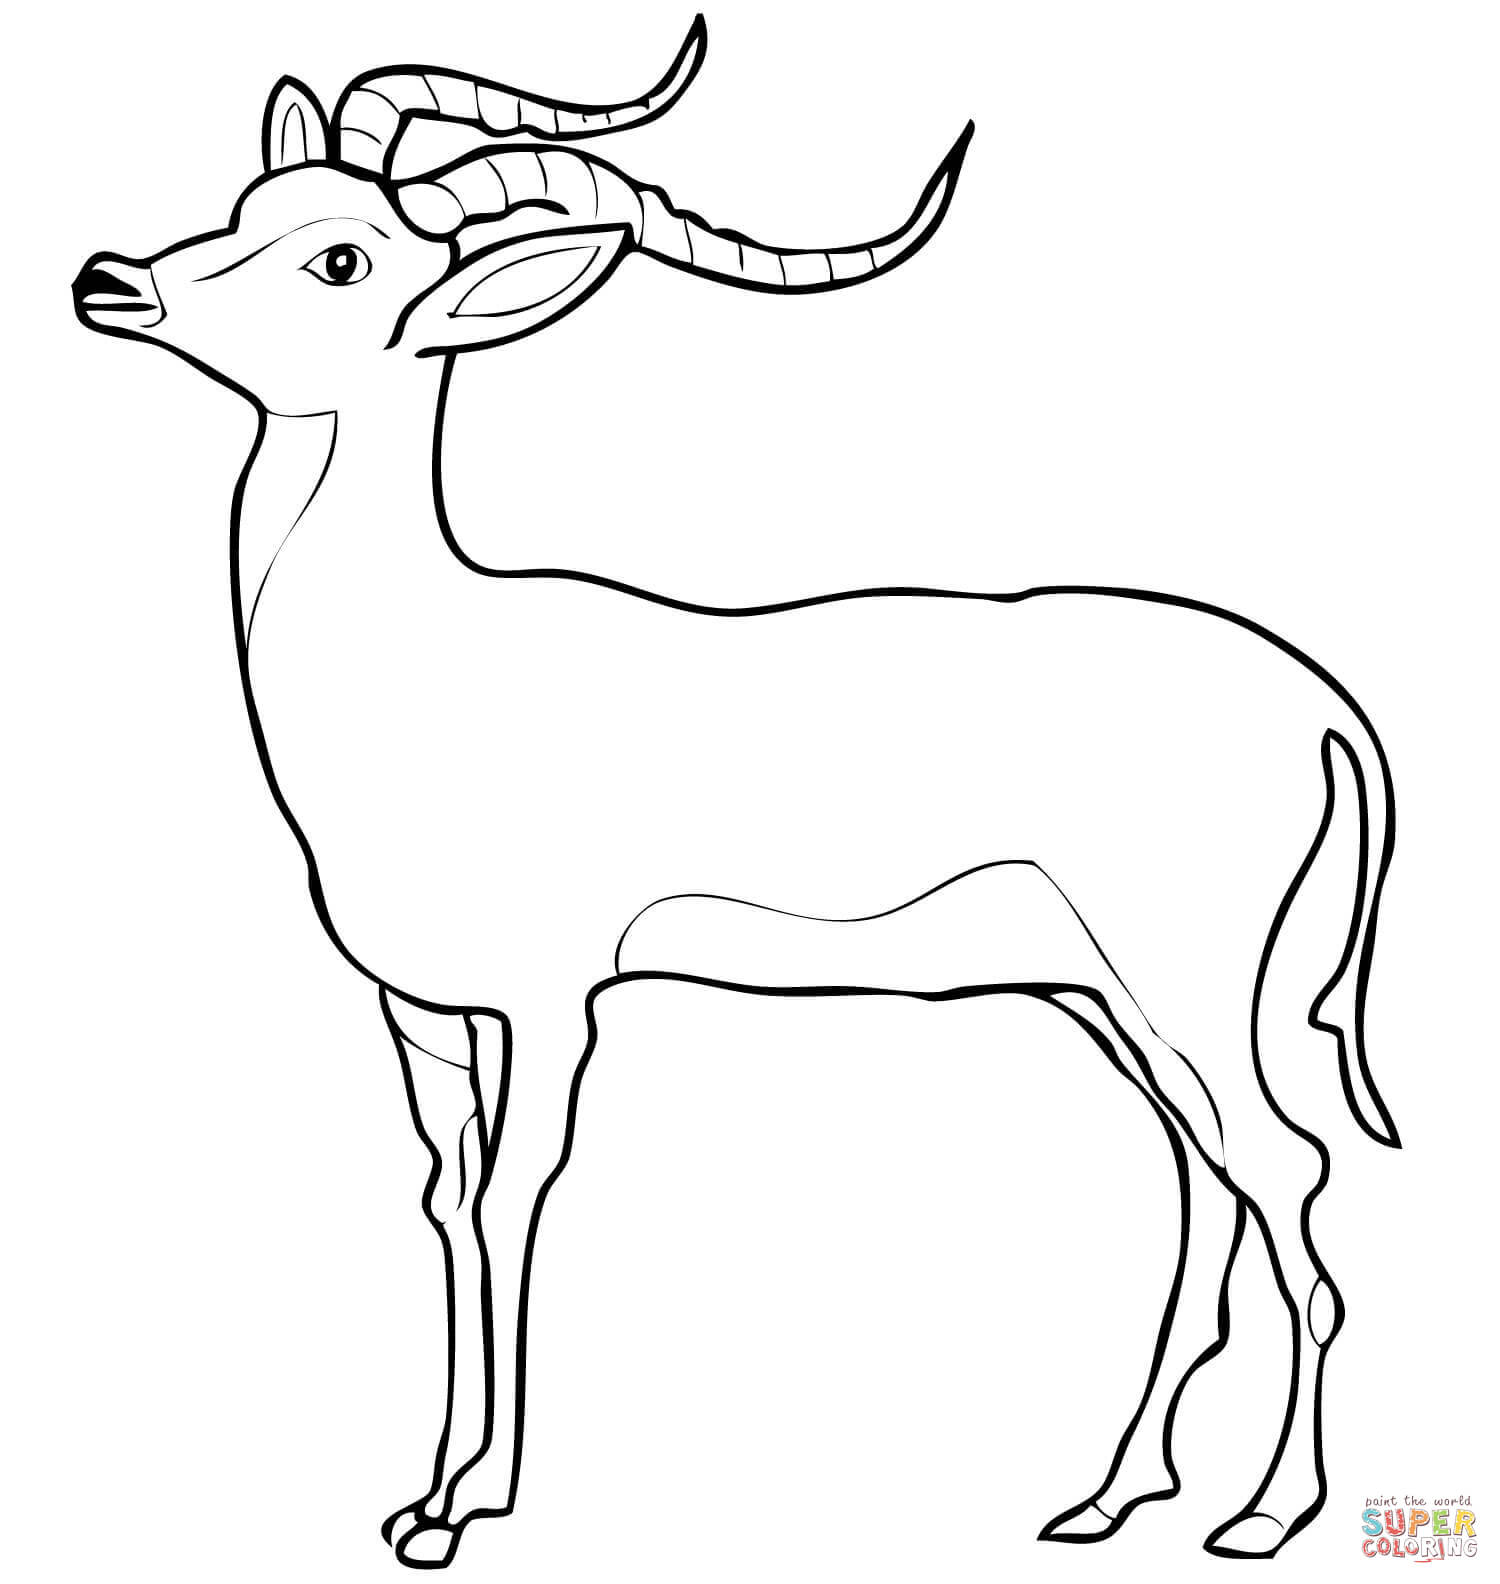 paint the world
SUPER
COLORING